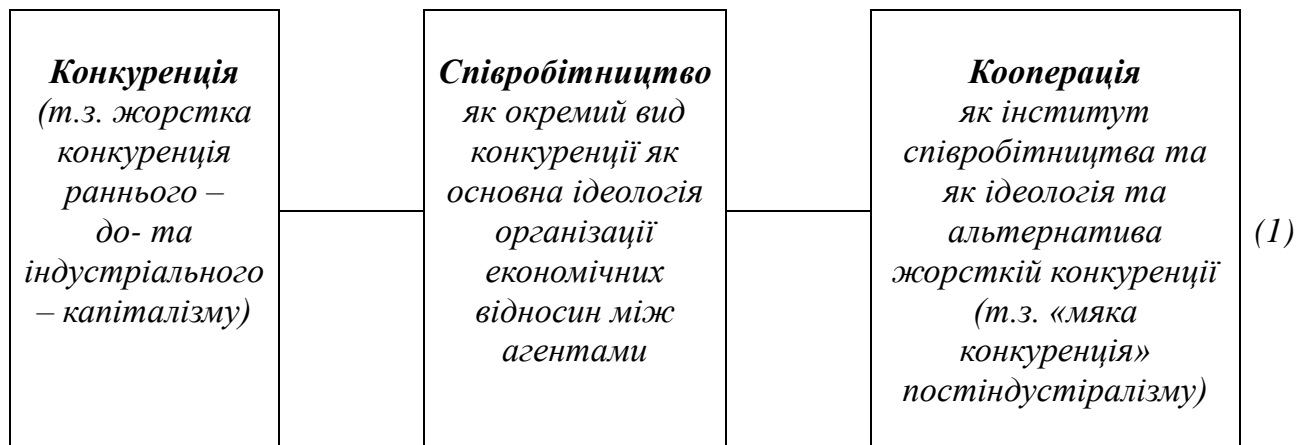 Конкуренція
(т.з. жорстка
конкуренція
раннього –
до- та
індустріального
– капіталізму)
Співробітництво
як окремий вид
конкуренції як
основна ідеологія
організації
економічних
відносин між
агентами
Кооперація
як інститут
співробітництва та
як ідеологія та
альтернатива
жорсткій конкуренції
(т.з. «мяка
конкуренція»
постіндустіралізму)
(1)